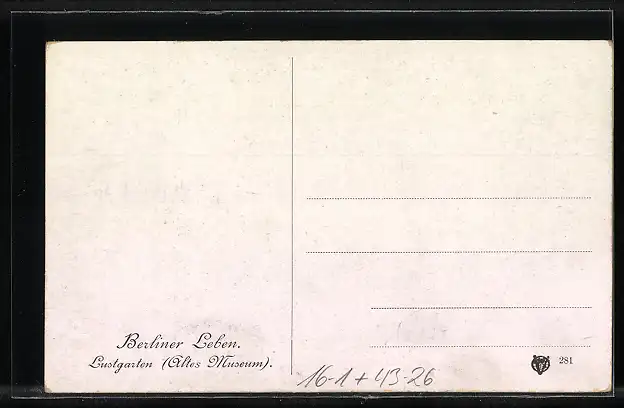 Berliner Leben.
Lustgarten (Altes Museum).
281
16-1+43-26